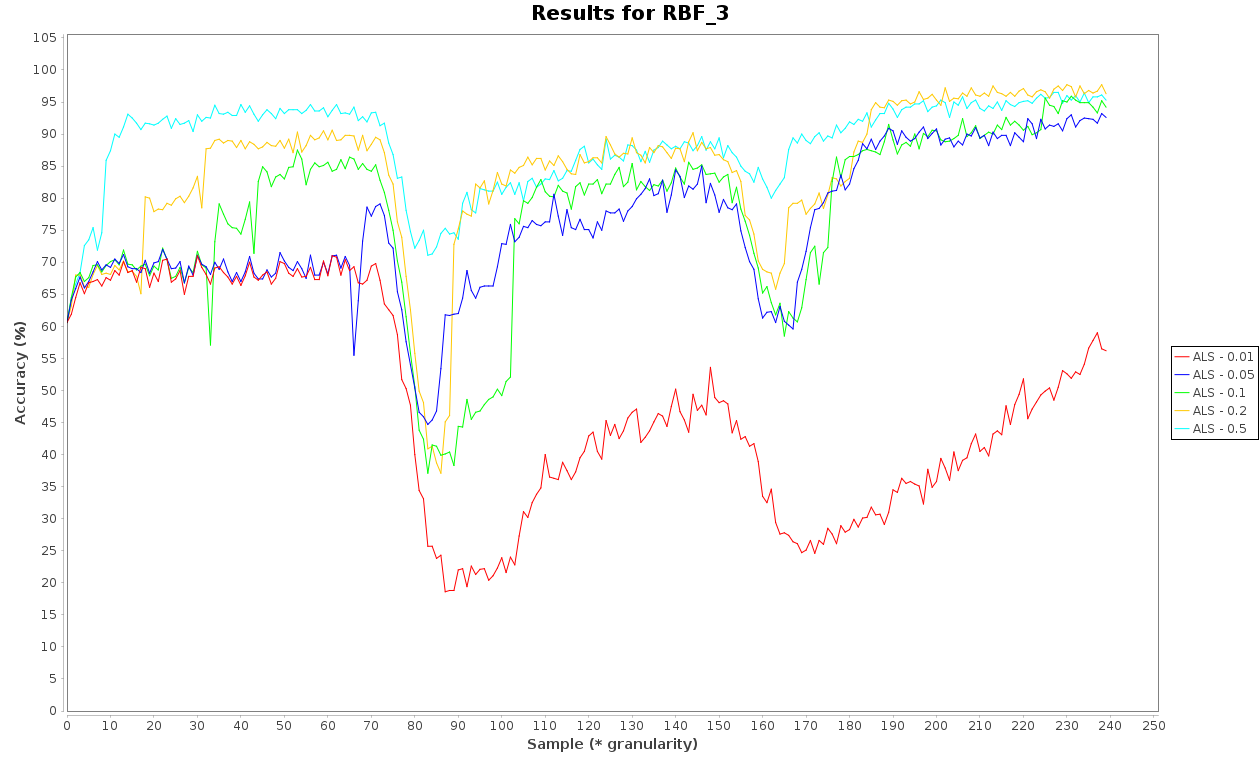 Results for RBF_3
105
100
95
90
85
80
75
70
65
60
55
50
45
40
35
30
25
20
15
10
5
0
Accuracy (%)
0 10 20 30 40 50 60 70 80 90 100 110 120 130 140 150 160 170 180 190 200 210 220 230 240 250
Sample (* granularity)
ALS - 0.01
ALS - 0.05
ALS - 0.1
ALS - 0.2
ALS - 0.5